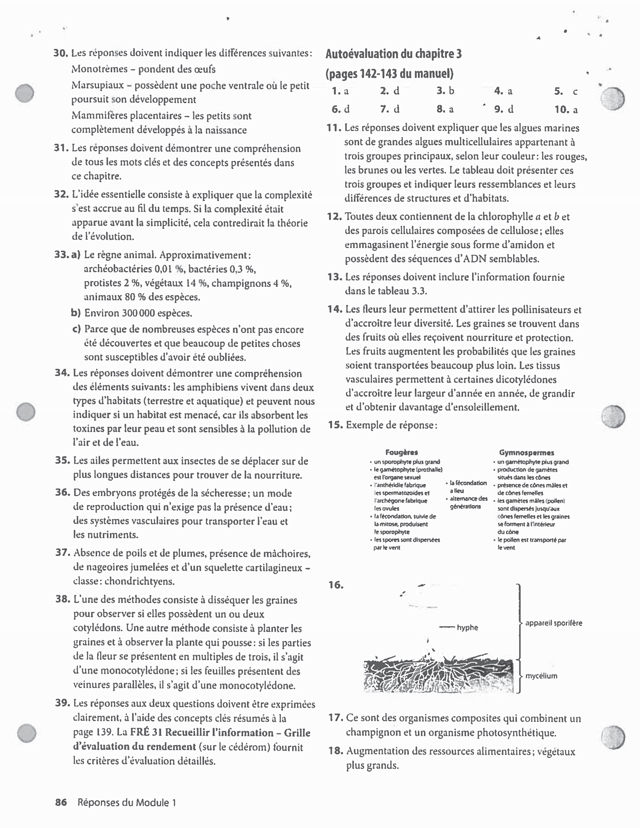 30. Les réponses doivent indiquer les différences suivantes:
Monotrèmes – pondent des œufs
Marsupiaux – possèdent une poche ventrale où le petit
poursuit son développement
Mammifères placentaires – les petits sont
complètement développés à la naissance
31. Les réponses doivent démontrer une compréhension
de tous les mots clés et des concepts présentés dans
ce chapitre.
32. L'idée essentielle consiste à expliquer que la complexité
s'est accrue au fil du temps. Si la complexité était
apparue avant la simplicité, cela contredirait la théorie
de l'évolution.
33. a) Le règne animal. Approximativement:
archéobactéries 0,01 %, bactéries 0,3 %,
protistes 2 %, végétaux 14 %, champignons 4 %,
animaux 80 % des espèces.
b) Environ 300 000 espèces.
c) Parce que de nombreuses espèces n'ont pas encore
été découvertes et que beaucoup de petites choses
sont susceptibles d'avoir été oubliées.
34. Les réponses doivent démontrer une compréhension
des éléments suivants: les amphibiens vivent dans deux
types d'habitats (terrestre et aquatique) et peuvent nous
indiquer si un habitat est menacé, car ils absorbent les
toxines par leur peau et sont sensibles à la pollution de
l'air et de l'eau.
35. Les ailes permettent aux insectes de se déplacer sur de
plus longues distances pour trouver de la nourriture.
36. Des embryons protégés de la sécheresse; un mode
de reproduction qui n'exige pas la présence d'eau;
des systèmes vasculaires pour transporter l'eau et
les nutriments.
37. Absence de poils et de plumes, présence de mâchoires,
de nageoires jumelées et d'un squelette cartilagineux –
classe: chondrichtyens.
38. L'une des méthodes consiste à disséquer les graines
pour observer si elles possèdent un ou deux
cotylédons. Une autre méthode consiste à planter les
graines et à observer la plante qui pousse: si les parties
de la fleur se présentent en multiples de trois, il s'agit
d'une monocotylédone; si les feuilles présentent des
veinures parallèles, il s'agit d'une monocotylédone.
39. Les réponses aux deux questions doivent être exprimées
clairement, à l'aide des concepts clés résumés à la
page 139. La FRÉ 31 Recueillir l'information – Grille
d'évaluation du rendement (sur le cédérom) fournit
les critères d'évaluation détaillés.
Autoévaluation du chapitre 3
(pages 142-143 du manuel)
1. a 2. d 3. b 4. a 5. c
6. d 7. d 8. a 9. d 10. a
11. Les réponses doivent expliquer que les algues marines
sont de grandes algues multicellulaires appartenant à
trois groupes principaux, selon leur couleur: les rouges,
les brunes ou les vertes. Le tableau doit présenter ces
trois groupes et indiquer leurs ressemblances et leurs
différences de structures et d'habitats.
12. Toutes deux contiennent de la chlorophylle a et b et
des parois cellulaires composées de cellulose; elles
emmagasinent l'énergie sous forme d'amidon et
possèdent des séquences d'ADN semblables.
13. Les réponses doivent inclure l'information fournie
dans le tableau 3.3.
14. Les fleurs leur permettent d'attirer les pollinisateurs et
d'accroître leur diversité. Les graines se trouvent dans
des fruits où elles reçoivent nourriture et protection.
Les fruits augmentent les probabilités que les graines
soient transportées beaucoup plus loin. Les tissus
vasculaires permettent à certaines dicotylédones
d'accroître leur largeur d'année en année, de grandir
et d'obtenir davantage d'ensoleillement.
15. Exemple de réponse:
Fougères
• un sporophyte plus grand
• le gamétophyte (prothalle)
est l'organe sexuel
• l'anthéridie fabrique
les spermatozoïdes et
l'archégone fabrique
les ovules
• la fécondation, suivie de
la mitose, produisent
le sporophyte
• les spores sont dispersées
par le vent
• la fécondation
a lieu
• alternance des
générations
Gymnospermes
• un gamétophyte plus grand
• production de gamètes
situés dans les cônes
• présence de cônes mâles et
de cônes femelles
• les gamètes mâles (pollen)
sont dispersés jusqu'aux
cônes femelles et les graines
se forment à l'intérieur
du cône
• le pollen est transporté par
le vent
16.
hyphe
appareil sporifère
mycélium
17. Ce sont des organismes composites qui combinent un
champignon et un organisme photosynthétique.
18. Augmentation des ressources alimentaires; végétaux
plus grands.
86 Réponses du Module 1